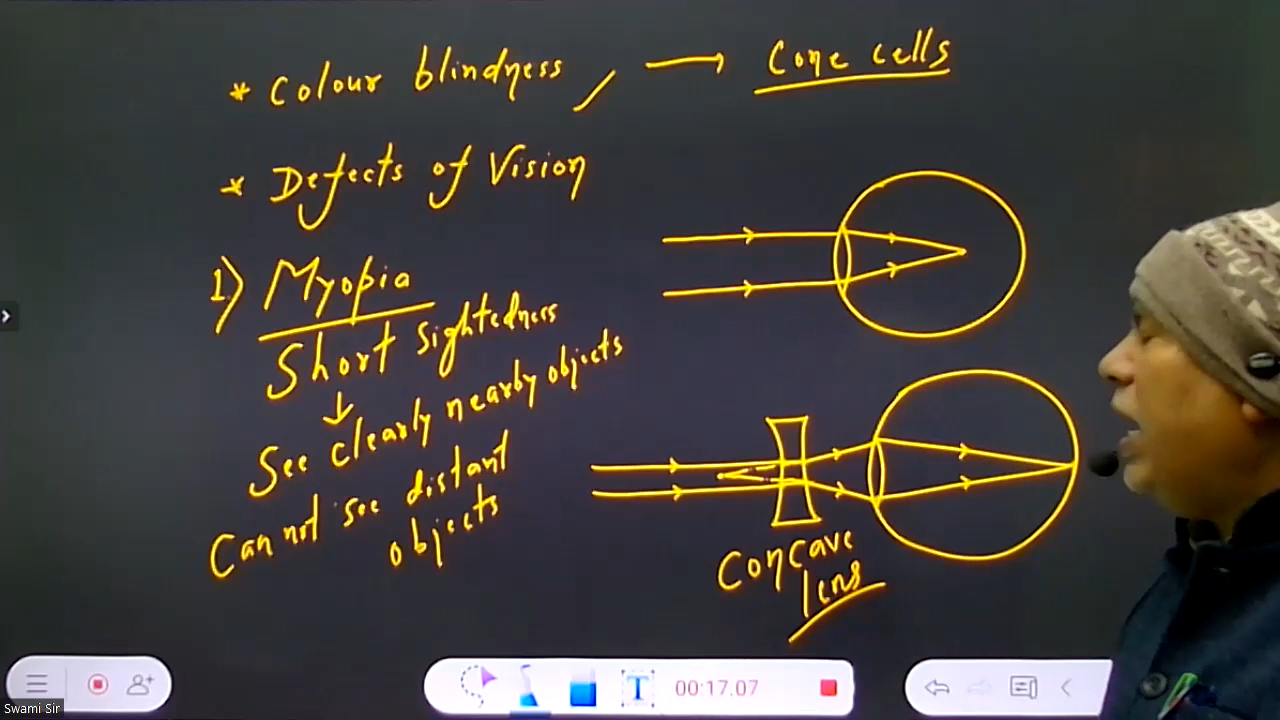 * Colour blindness, → Cone cells
* Defects of Vision
1) Myopia
Short sightedness
↓
See clearly nearby objects
Can not see distant
objects
Concave
lens
T
00:17.07
Swami Sir